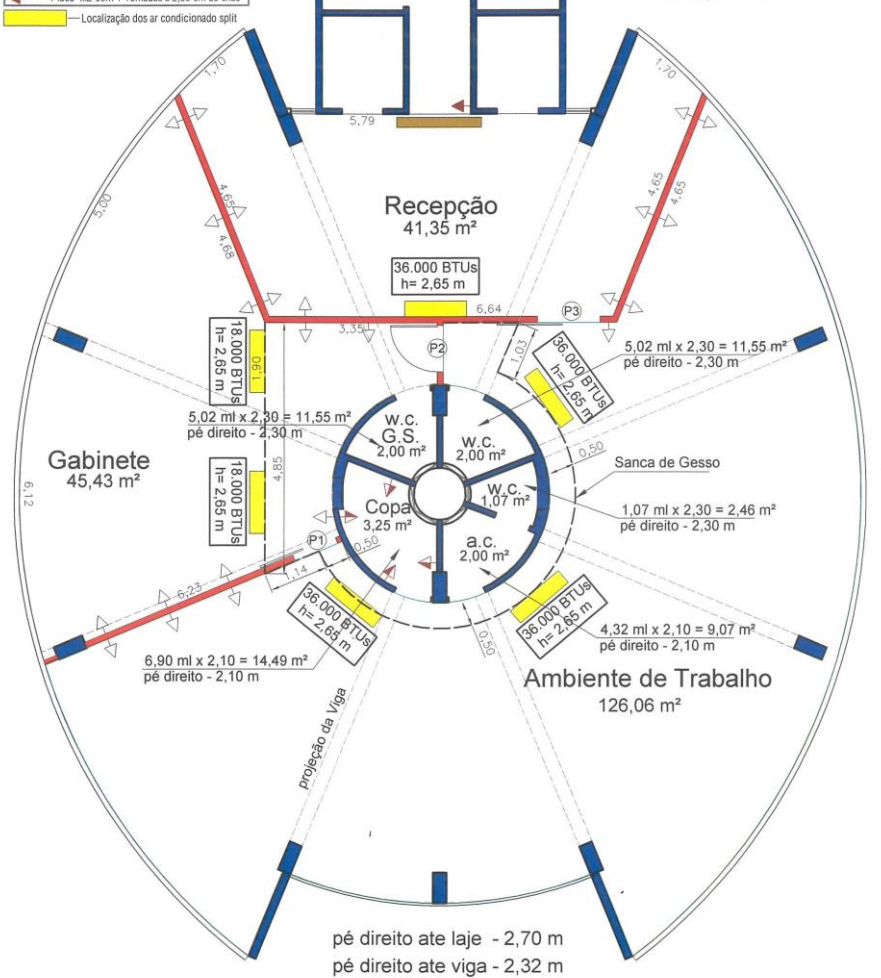 Localização dos ar condicionado split
1,70
1,70
5,79
5,00
4,65
4,68
4,65
4,65
Recepção
41,35 m²
36.000 BTUs
h= 2,65 m
6,64
3,35
P3
P2
1,03
18.000 BTUs
h= 2,65 m
1,90
36.000 BTUs
h= 2,65 m
5,02 ml x 2,30 = 11,55 m²
pé direito - 2,30 m
5,02 ml x 2,30 = 11,55 m²
pé direito - 2,30 m
w.c.
G.S.
2,00 m²
w.c.
2,00 m²
0,50
Sanca de Gesso
Gabinete
45,43 m²
6,12
18.000 BTUs
h= 2,65 m
4,85
w.c.
1,07 m²
1,07 ml x 2,30 = 2,46 m²
pé direito - 2,30 m
Copa
3,25 m²
a.c.
2,00 m²
P1
0,50
1,14
6,23
36.000 BTUs
h= 2,65 m
36.000 BTUs
h= 2,65 m
4,32 ml x 2,10 = 9,07 m²
pé direito - 2,10 m
0,50
6,90 ml x 2,10 = 14,49 m²
pé direito - 2,10 m
Ambiente de Trabalho
126,06 m²
projeção da Viga
pé direito ate laje - 2,70 m
pé direito ate viga - 2,32 m